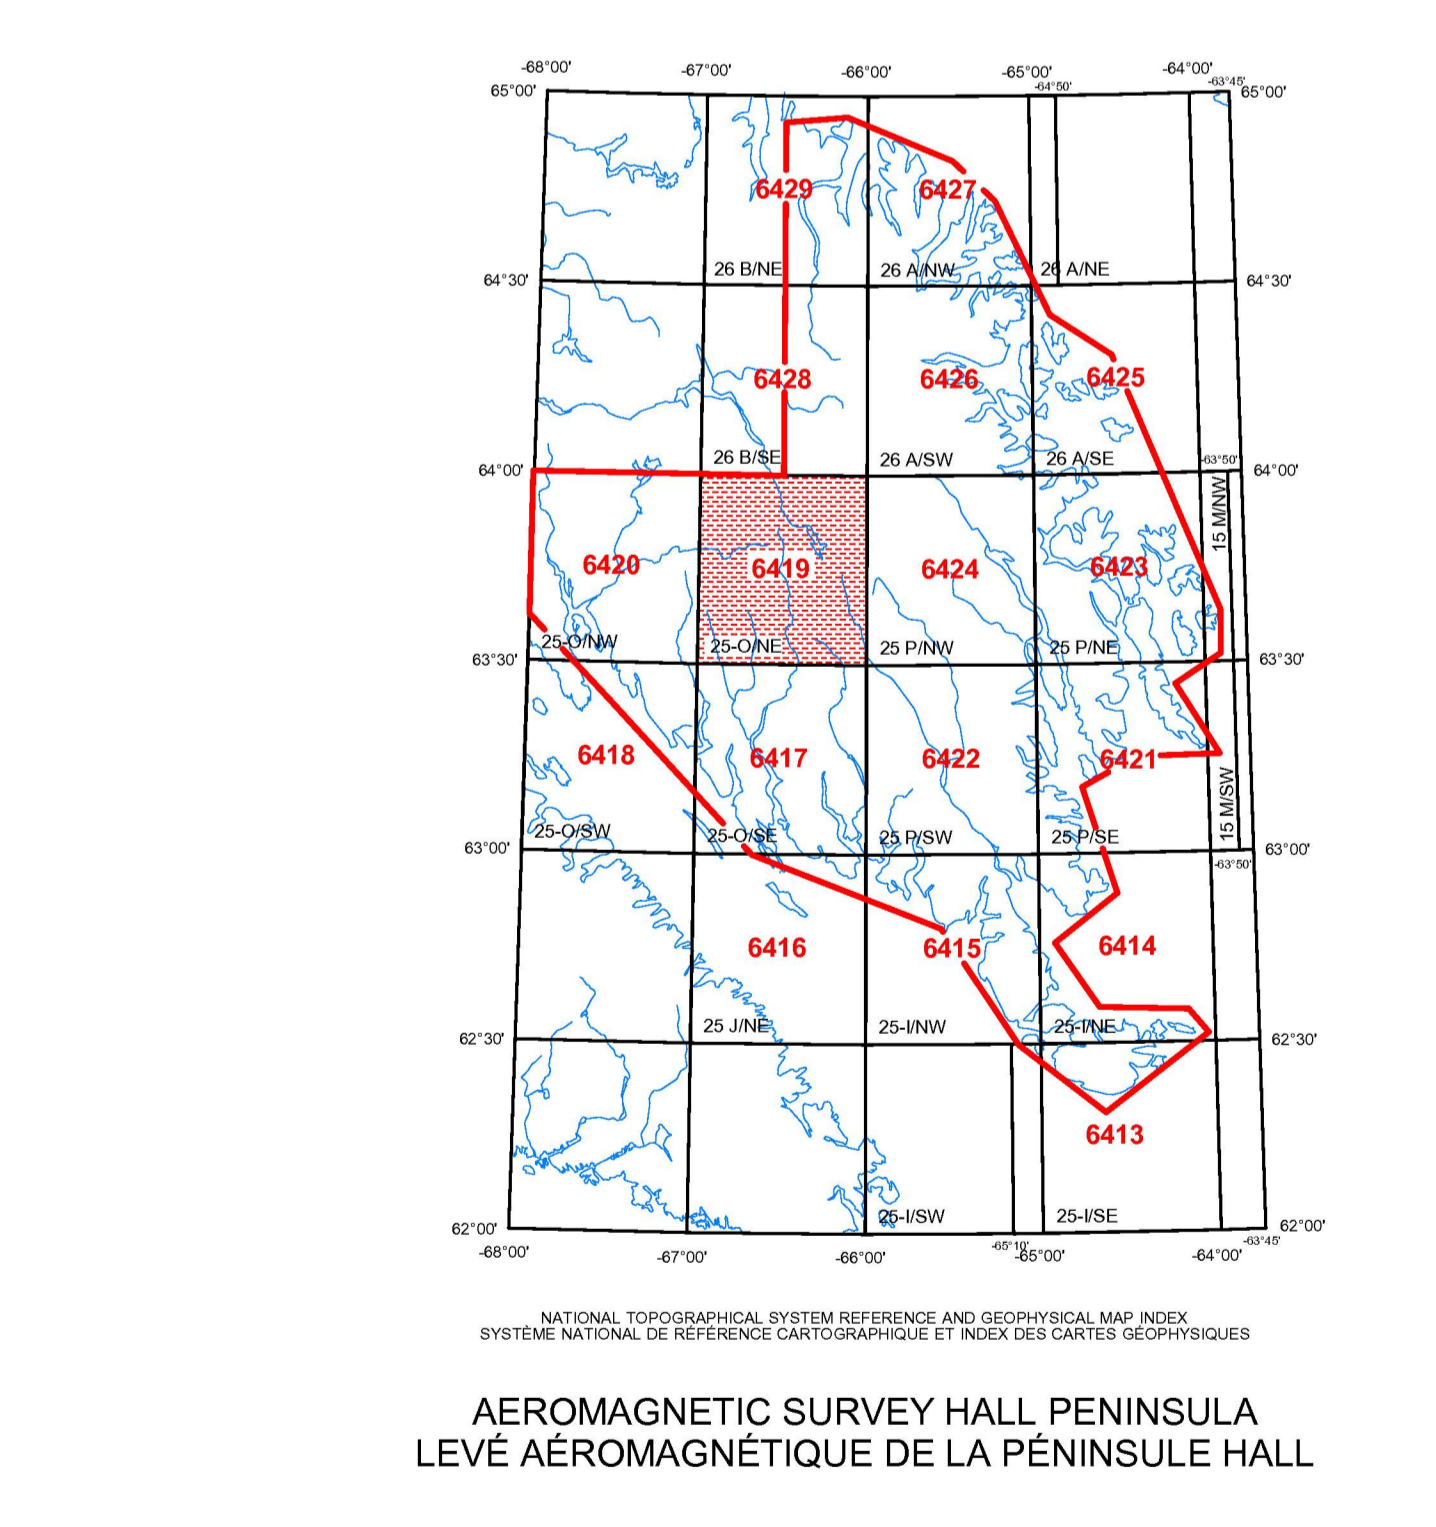 -68°00' -67°00' -66°00' -65°00' -64°00'
-64°50' -63°45'
65°00' 65°00'
6429 6427
26 B/NE 26 A/NW 26 A/NE
64°30' 64°30'
6428 6426 6425
26 B/SE 26 A/SW 26 A/SE -63°50'
64°00' 64°00'
15 M/NW
6420 6419 6424 6423
25-O/NW 25-O/NE 25 P/NW 25 P/NE
63°30' 63°30'
6418 6417 6422 6421
15 M/SW
25-O/SW 25-O/SE 25 P/SW 25 P/SE
63°00' 63°00'
-63°50'
6416 6415 6414
25 J/NE 25-I/NW 25-I/NE
62°30' 62°30'
6413
25-I/SW 25-I/SE
62°00' 62°00'
-65°10' -63°45'
-68°00' -67°00' -66°00' -65°00' -64°00'
NATIONAL TOPOGRAPHICAL SYSTEM REFERENCE AND GEOPHYSICAL MAP INDEX
SYSTÈME NATIONAL DE RÉFÉRENCE CARTOGRAPHIQUE ET INDEX DES CARTES GÉOPHYSIQUES
AEROMAGNETIC SURVEY HALL PENINSULA
LEVÉ AÉROMAGNÉTIQUE DE LA PÉNINSULE HALL